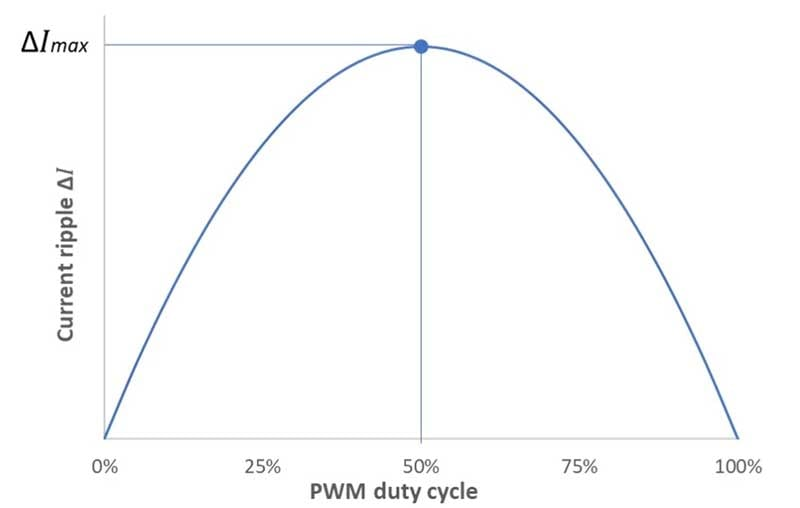 ΔImax
Current ripple ΔI
0%
25%
50%
75%
100%
PWM duty cycle